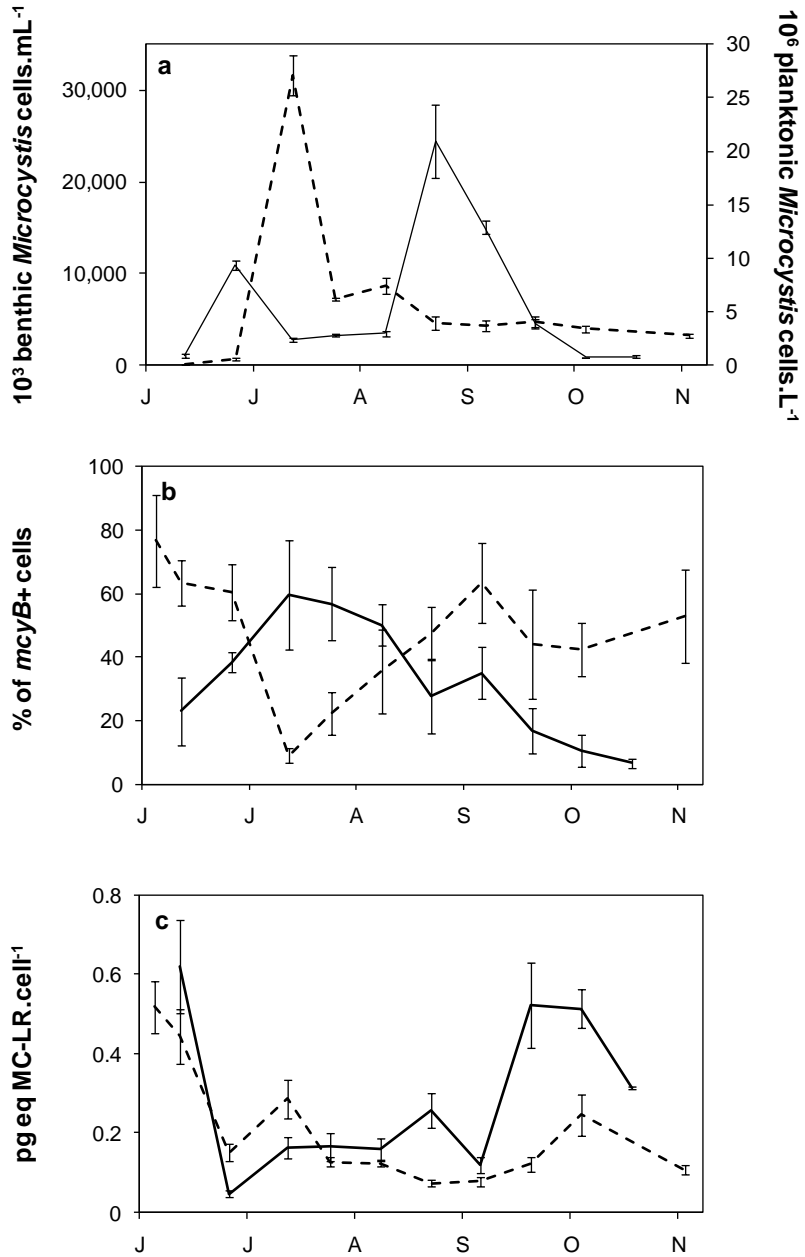 10³ benthic Microcystis cells.mL⁻¹
a
30,000
20,000
10,000
0
30
25
20
15
10
5
0
10⁶ planktonic Microcystis cells.L⁻¹
J J A S O N
% of mcyB+ cells
b
100
80
60
40
20
0
J J A S O N
pg eq MC-LR.cell⁻¹
c
0.8
0.6
0.4
0.2
0
J J A S O N